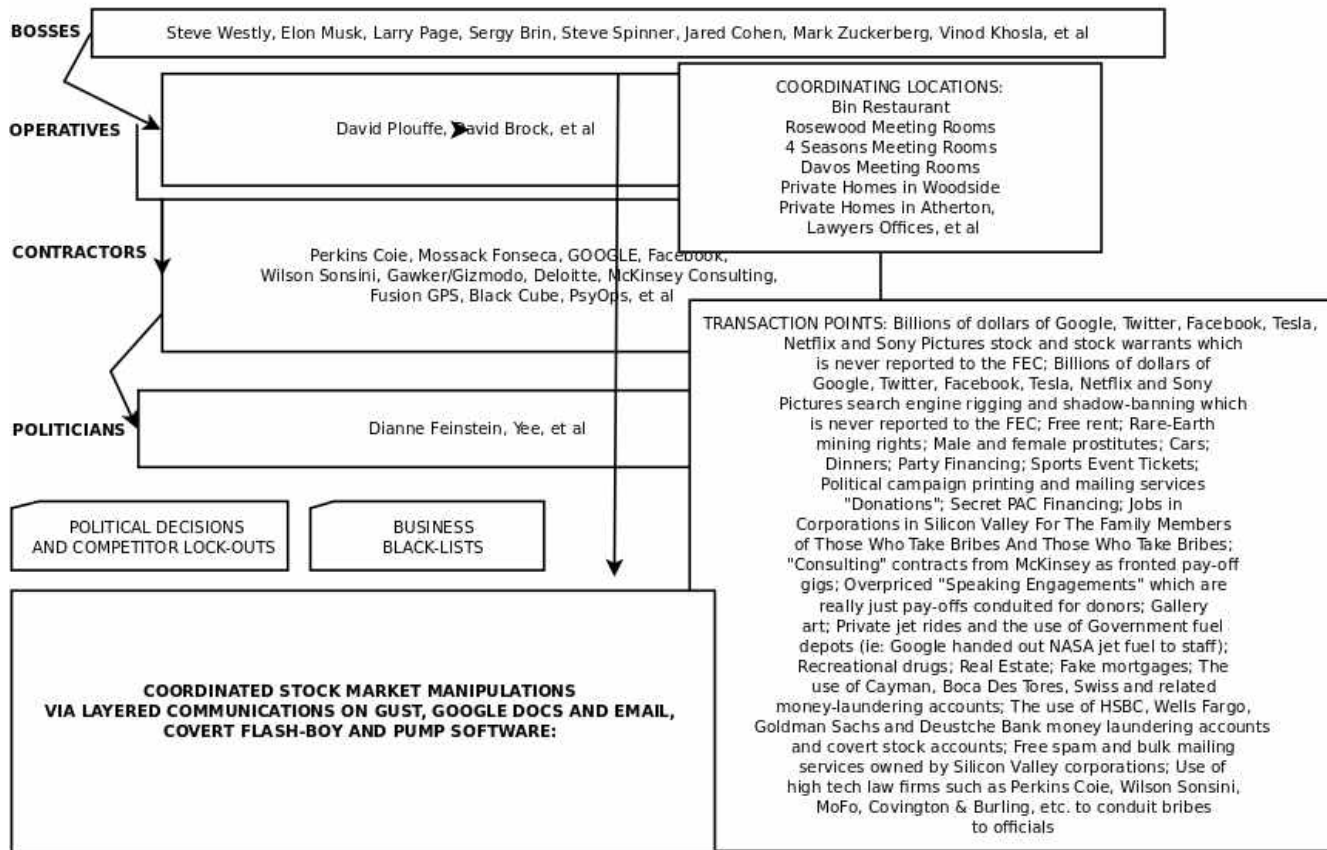 BOSSES
Steve Westly, Elon Musk, Larry Page, Sergy Brin, Steve Spinner, Jared Cohen, Mark Zuckerberg, Vinod Khosla, et al
OPERATIVES
David Plouffe, David Brock, et al
COORDINATING LOCATIONS:
Bin Restaurant
Rosewood Meeting Rooms
4 Seasons Meeting Rooms
Davos Meeting Rooms
Private Homes in Woodside
Private Homes in Atherton,
Lawyers Offices, et al
CONTRACTORS
Perkins Coie, Mossack Fonseca, GOOGLE, Facebook,
Wilson Sonsini, Gawker/Gizmodo, Deloitte, McKinsey Consulting,
Fusion GPS, Black Cube, PsyOps, et al
POLITICIANS
Dianne Feinstein, Yee, et al
TRANSACTION POINTS: Billions of dollars of Google, Twitter, Facebook, Tesla,
Netflix and Sony Pictures stock and stock warrants which
is never reported to the FEC; Billions of dollars of
Google, Twitter, Facebook, Tesla, Netflix and Sony
Pictures search engine rigging and shadow-banning which
is never reported to the FEC; Free rent; Rare-Earth
mining rights; Male and female prostitutes; Cars;
Dinners; Party Financing; Sports Event Tickets;
Political campaign printing and mailing services
"Donations"; Secret PAC Financing; Jobs in
Corporations in Silicon Valley For The Family Members
of Those Who Take Bribes And Those Who Take Bribes;
"Consulting" contracts from McKinsey as fronted pay-off
gigs; Overpriced "Speaking Engagements" which are
really just pay-offs conduited for donors; Gallery
art; Private jet rides and the use of Government fuel
depots (ie: Google handed out NASA jet fuel to staff);
Recreational drugs; Real Estate; Fake mortgages; The
use of Cayman, Boca Des Tores, Swiss and related
money-laundering accounts; The use of HSBC, Wells Fargo,
Goldman Sachs and Deustche Bank money laundering accounts
and covert stock accounts; Free spam and bulk mailing
services owned by Silicon Valley corporations; Use of
high tech law firms such as Perkins Coie, Wilson Sonsini,
MoFo, Covington & Burling, etc. to conduit bribes
to officials
POLITICAL DECISIONS
AND COMPETITOR LOCK-OUTS
BUSINESS
BLACK-LISTS
COORDINATED STOCK MARKET MANIPULATIONS
VIA LAYERED COMMUNICATIONS ON GUST, GOOGLE DOCS AND EMAIL,
COVERT FLASH-BOY AND PUMP SOFTWARE: